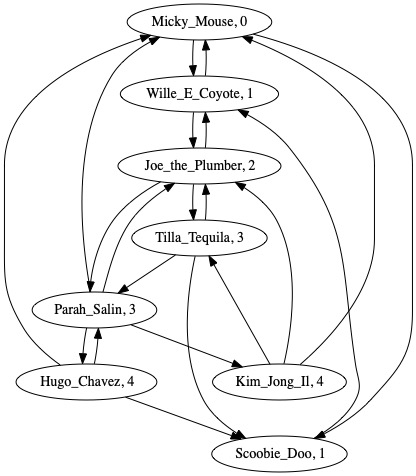 Micky_Mouse, 0
Wille_E_Coyote, 1
Joe_the_Plumber, 2
Tilla_Tequila, 3
Parah_Salin, 3
Hugo_Chavez, 4
Kim_Jong_Il, 4
Scoobie_Doo, 1